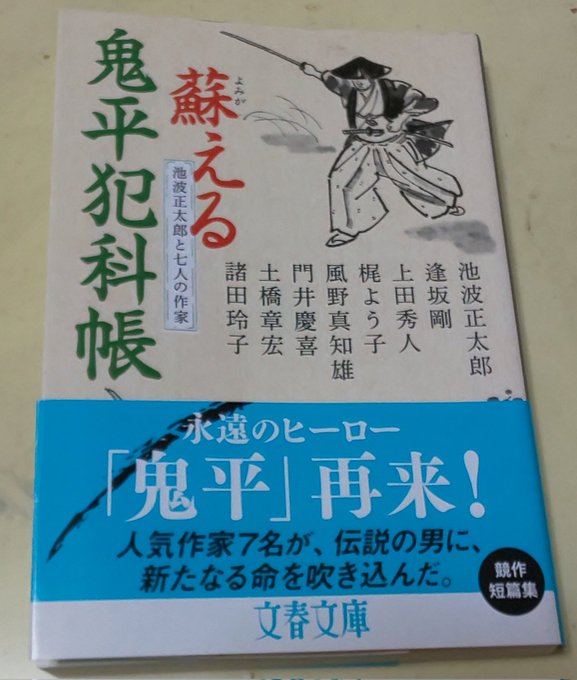 蘇える
よみが
鬼平犯科帳
池波正太郎と七人の作家
池波正太郎
逢坂剛
上田秀人
梶よう子
風野真知雄
門井慶喜
土橋章宏
諸田玲子
永遠のヒーロー
「鬼平」再来!
人気作家7名が、伝説の男に、
新たなる命を吹き込んだ。
競作
短篇集
文春文庫